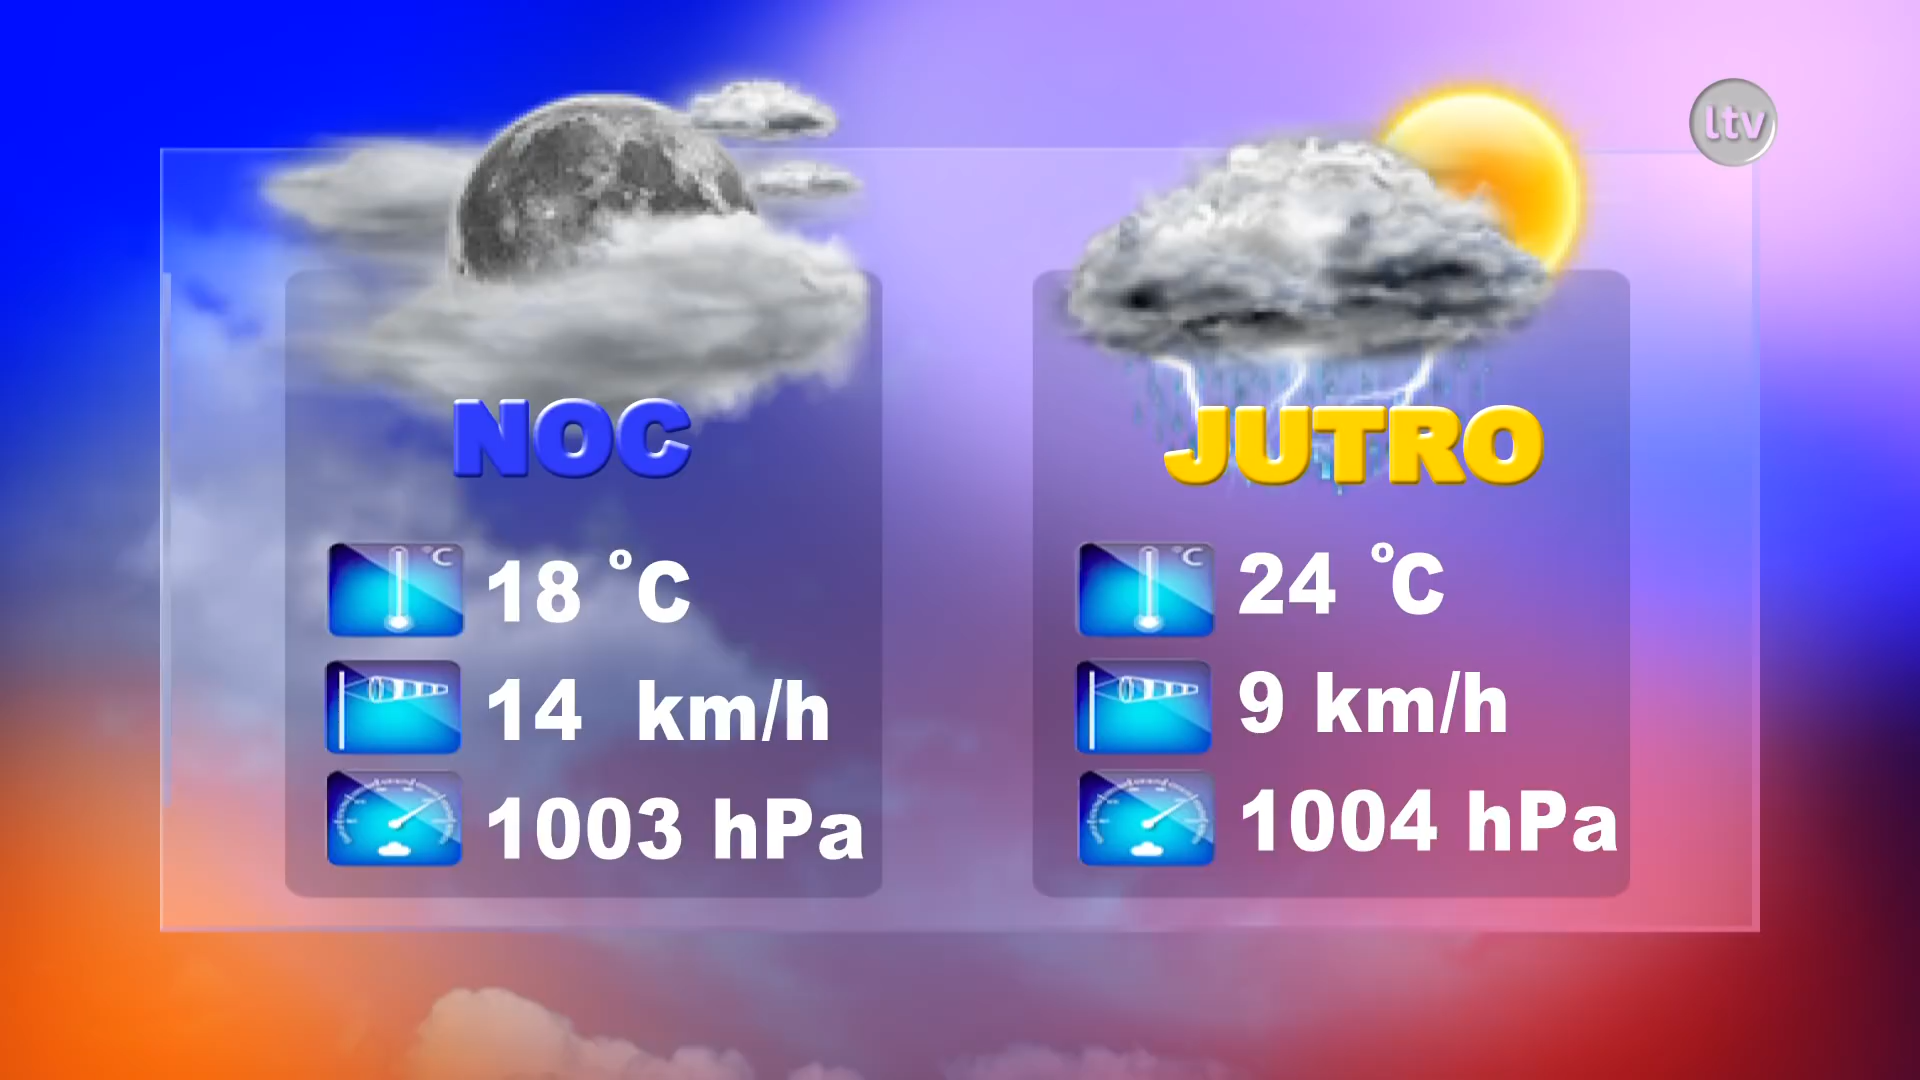 ltv
NOC
18 °C
14 km/h
1003 hPa
JUTRO
24 °C
9 km/h
1004 hPa